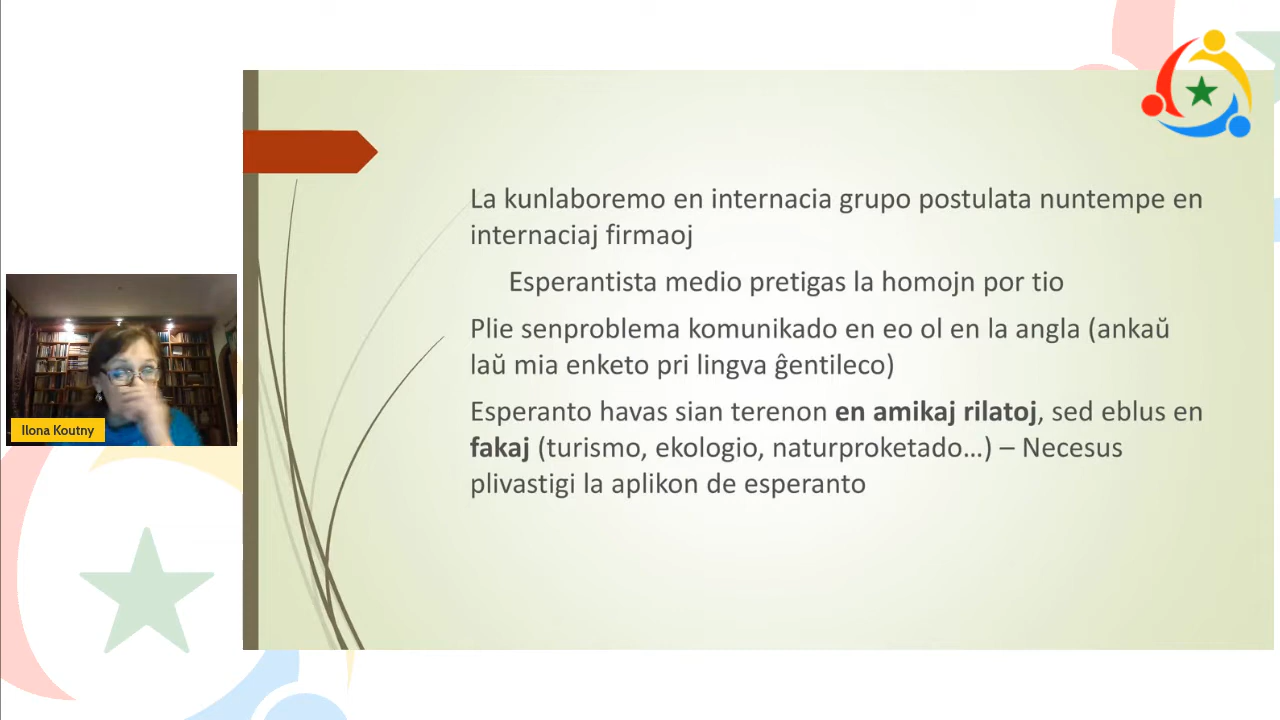 La kunlaboremo en internacia grupo postulata nuntempe en
internaciaj firmaoj
Esperantista medio pretigas la homojn por tio
Plie senproblema komunikado en eo ol en la angla (ankaŭ
laŭ mia enketo pri lingva ĝentileco)
Esperanto havas sian terenon en amikaj rilatoj, sed eblus en
fakaj (turismo, ekologio, naturproketado...) – Necesus
plivastigi la aplikon de esperanto
Ilona Koutny